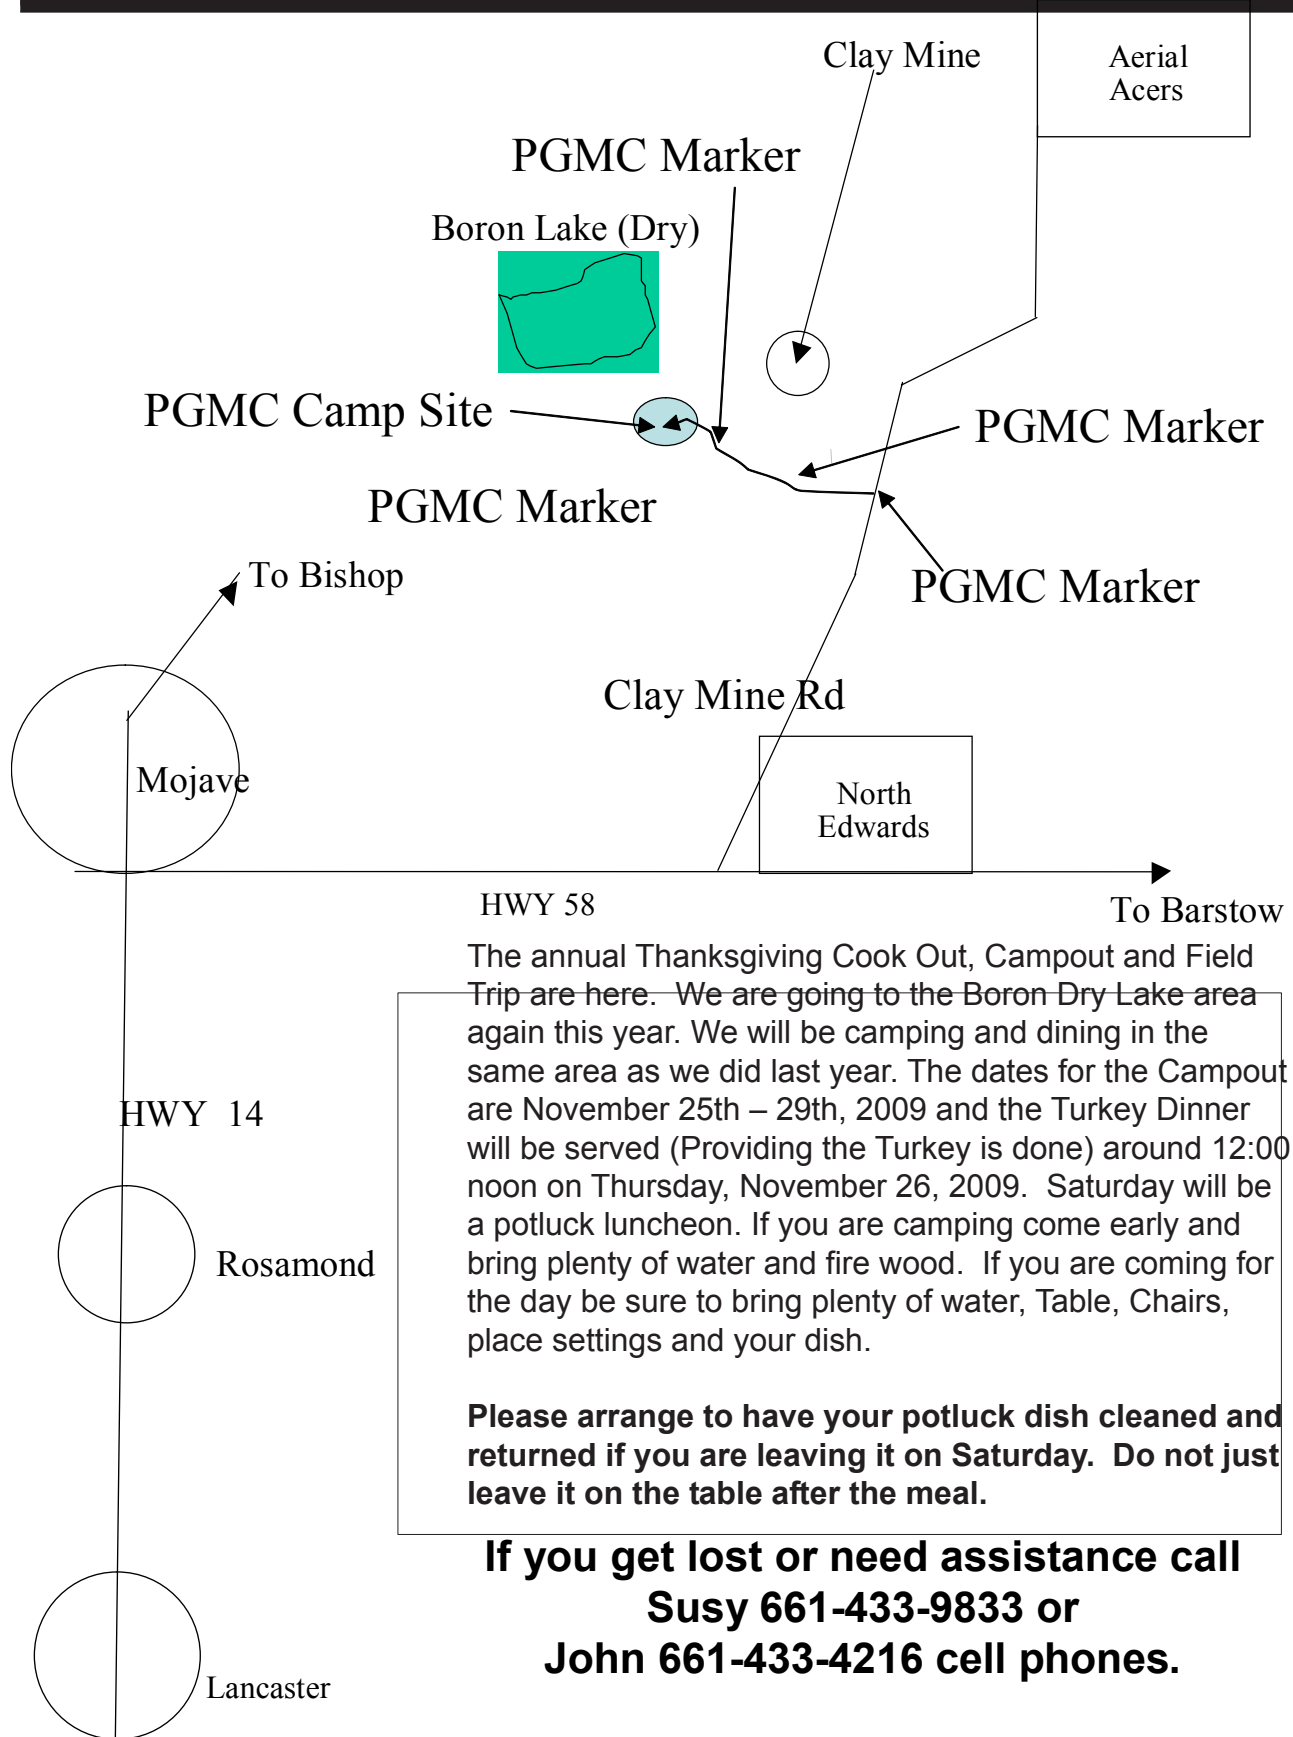 Clay Mine
Aerial
Acers
PGMC Marker
Boron Lake (Dry)
PGMC Camp Site
PGMC Marker
PGMC Marker
To Bishop
PGMC Marker
Clay Mine Rd
Mojave
North
Edwards
HWY 58
To Barstow
The annual Thanksgiving Cook Out, Campout and Field
Trip are here.  We are going to the Boron Dry Lake area
again this year. We will be camping and dining in the
same area as we did last year. The dates for the Campout
are November 25th – 29th, 2009 and the Turkey Dinner
will be served (Providing the Turkey is done) around 12:00
noon on Thursday, November 26, 2009.  Saturday will be
a potluck luncheon. If you are camping come early and
bring plenty of water and fire wood.  If you are coming for
the day be sure to bring plenty of water, Table, Chairs,
place settings and your dish.
Please arrange to have your potluck dish cleaned and
returned if you are leaving it on Saturday.  Do not just
leave it on the table after the meal.
HWY  14
Rosamond
If you get lost or need assistance call
Susy 661-433-9833 or
John 661-433-4216 cell phones.
Lancaster